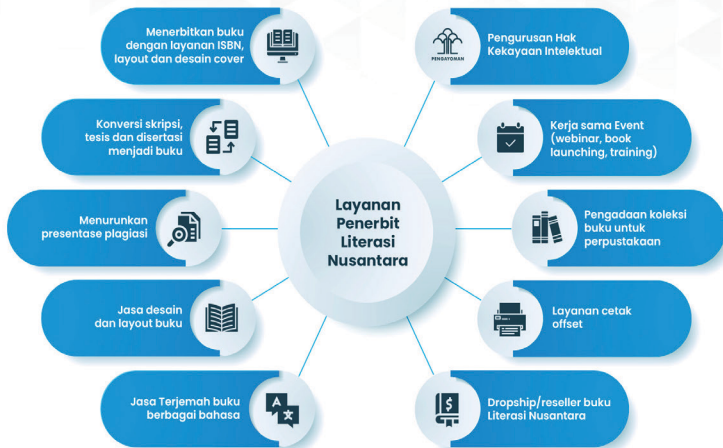 Layanan
Penerbit
Literasi
Nusantara
Menerbitkan buku
dengan layanan ISBN,
layout dan desain cover
Konversi skripsi,
tesis dan disertasi
menjadi buku
Menurunkan
presentase plagiasi
Jasa desain
dan layout buku
Jasa Terjemah buku
berbagai bahasa
A
文
PENGAYOMAN
Pengurusan Hak
Kekayaan Intelektual
Kerja sama Event
(webinar, book
launching, training)
Pengadaan koleksi
buku untuk
perpustakaan
Layanan cetak
offset
$
Dropship/reseller buku
Literasi Nusantara